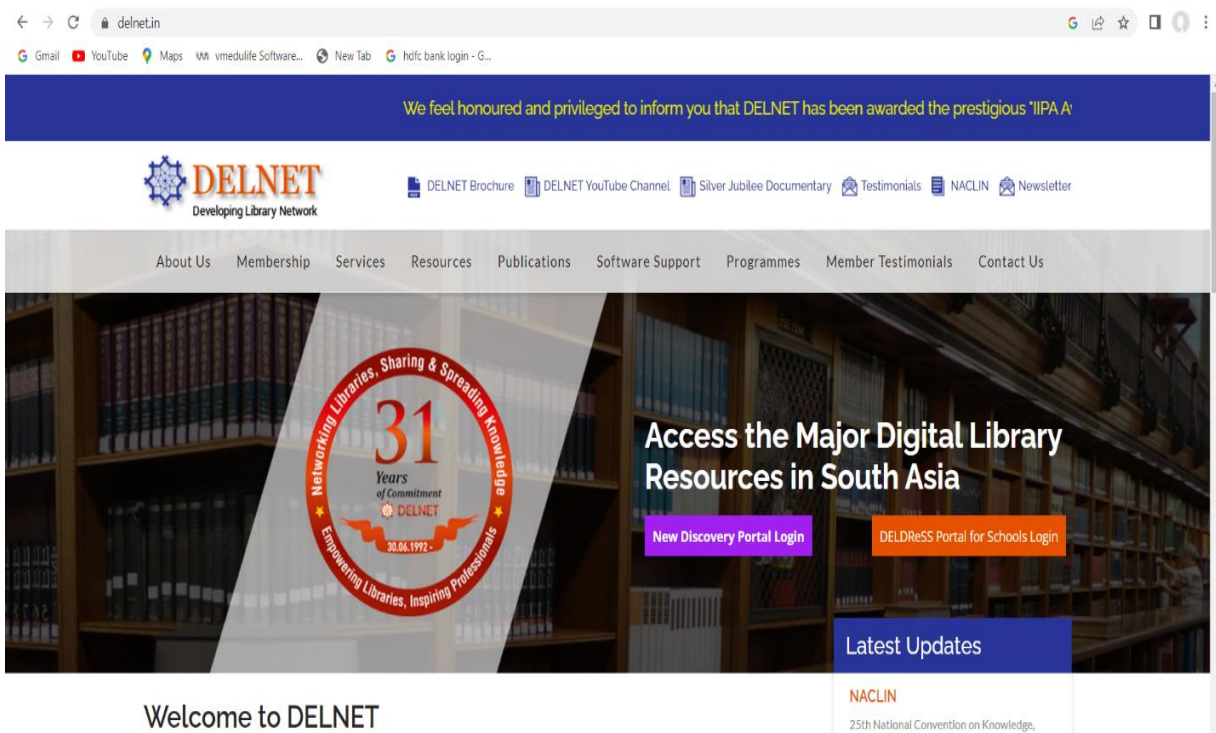 delnet.in
Gmail YouTube Maps vmedulife Software... New Tab hdfc bank login - G...
We feel honoured and privileged to inform you that DELNET has been awarded the prestigious "IIPA A
DELNET
Developing Library Network
DELNET Brochure DELNET YouTube Channel Silver Jubilee Documentary Testimonials NACLIN Newsletter
About Us Membership Services Resources Publications Software Support Programmes Member Testimonials Contact Us
Networking Libraries, Sharing & Spreading Knowledge
31
Years
of Commitment
DELNET
30.06.1992 -
Empowering Libraries, Inspiring Professionals
Access the Major Digital Library
Resources in South Asia
New Discovery Portal Login DELDReSS Portal for Schools Login
Latest Updates
NACLIN
Welcome to DELNET
25th National Convention on Knowledge,